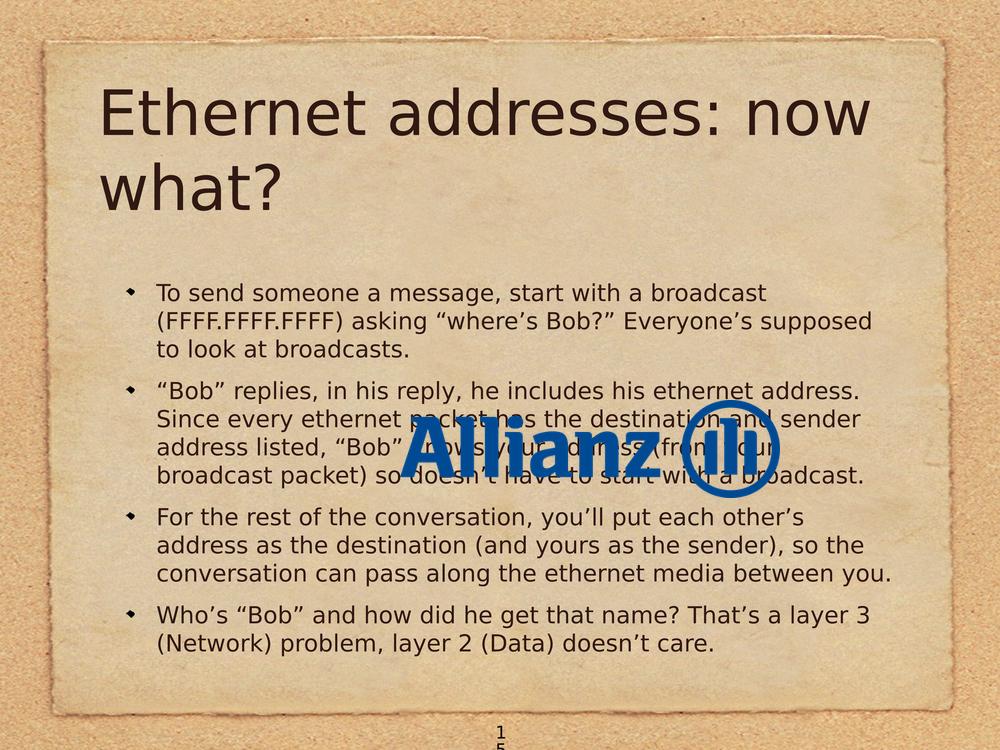 Ethernet addresses: now
what?
To send someone a message, start with a broadcast
(FFFF.FFFF.FFFF) asking “where’s Bob?” Everyone’s supposed
to look at broadcasts.
“Bob” replies, in his reply, he includes his ethernet address.
Since every ethernet packet has the destination and sender
address listed, “Bob” knows your address (from your
broadcast packet) so doesn’t have to start with a broadcast.
Allianz
For the rest of the conversation, you’ll put each other’s
address as the destination (and yours as the sender), so the
conversation can pass along the ethernet media between you.
Who’s “Bob” and how did he get that name? That’s a layer 3
(Network) problem, layer 2 (Data) doesn’t care.
1
5